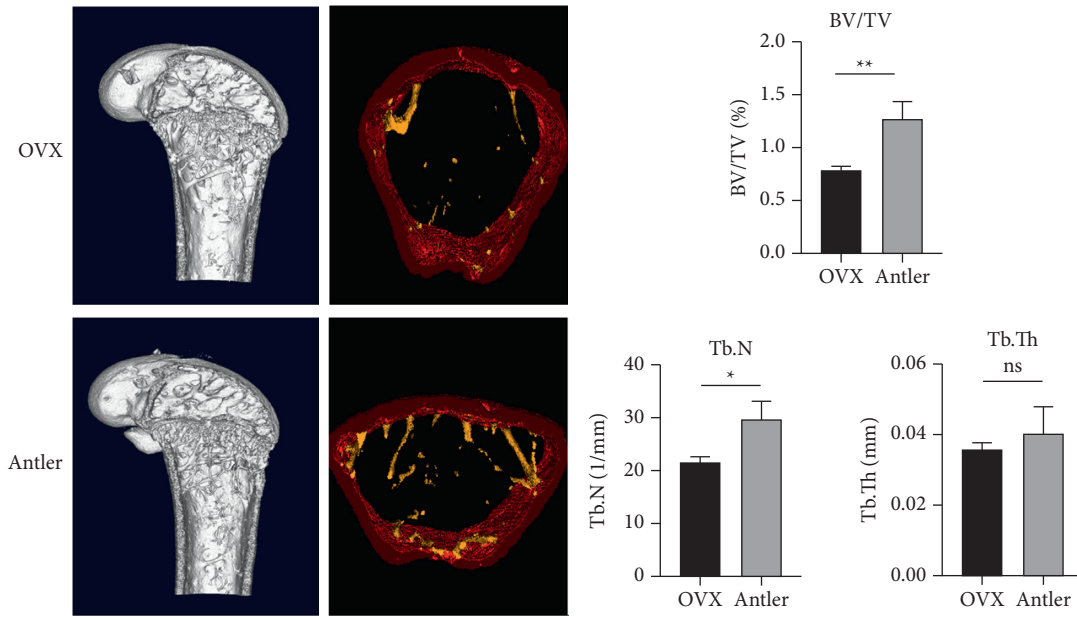 OVX
Antler
BV/TV
2.0
1.5
1.0
0.5
0.0
BV/TV (%)
**
OVX Antler
Tb.N
40
30
20
10
0
Tb.N (1/mm)
*
OVX Antler
Tb.Th
0.06
0.04
0.02
0.00
Tb.Th (mm)
ns
OVX Antler